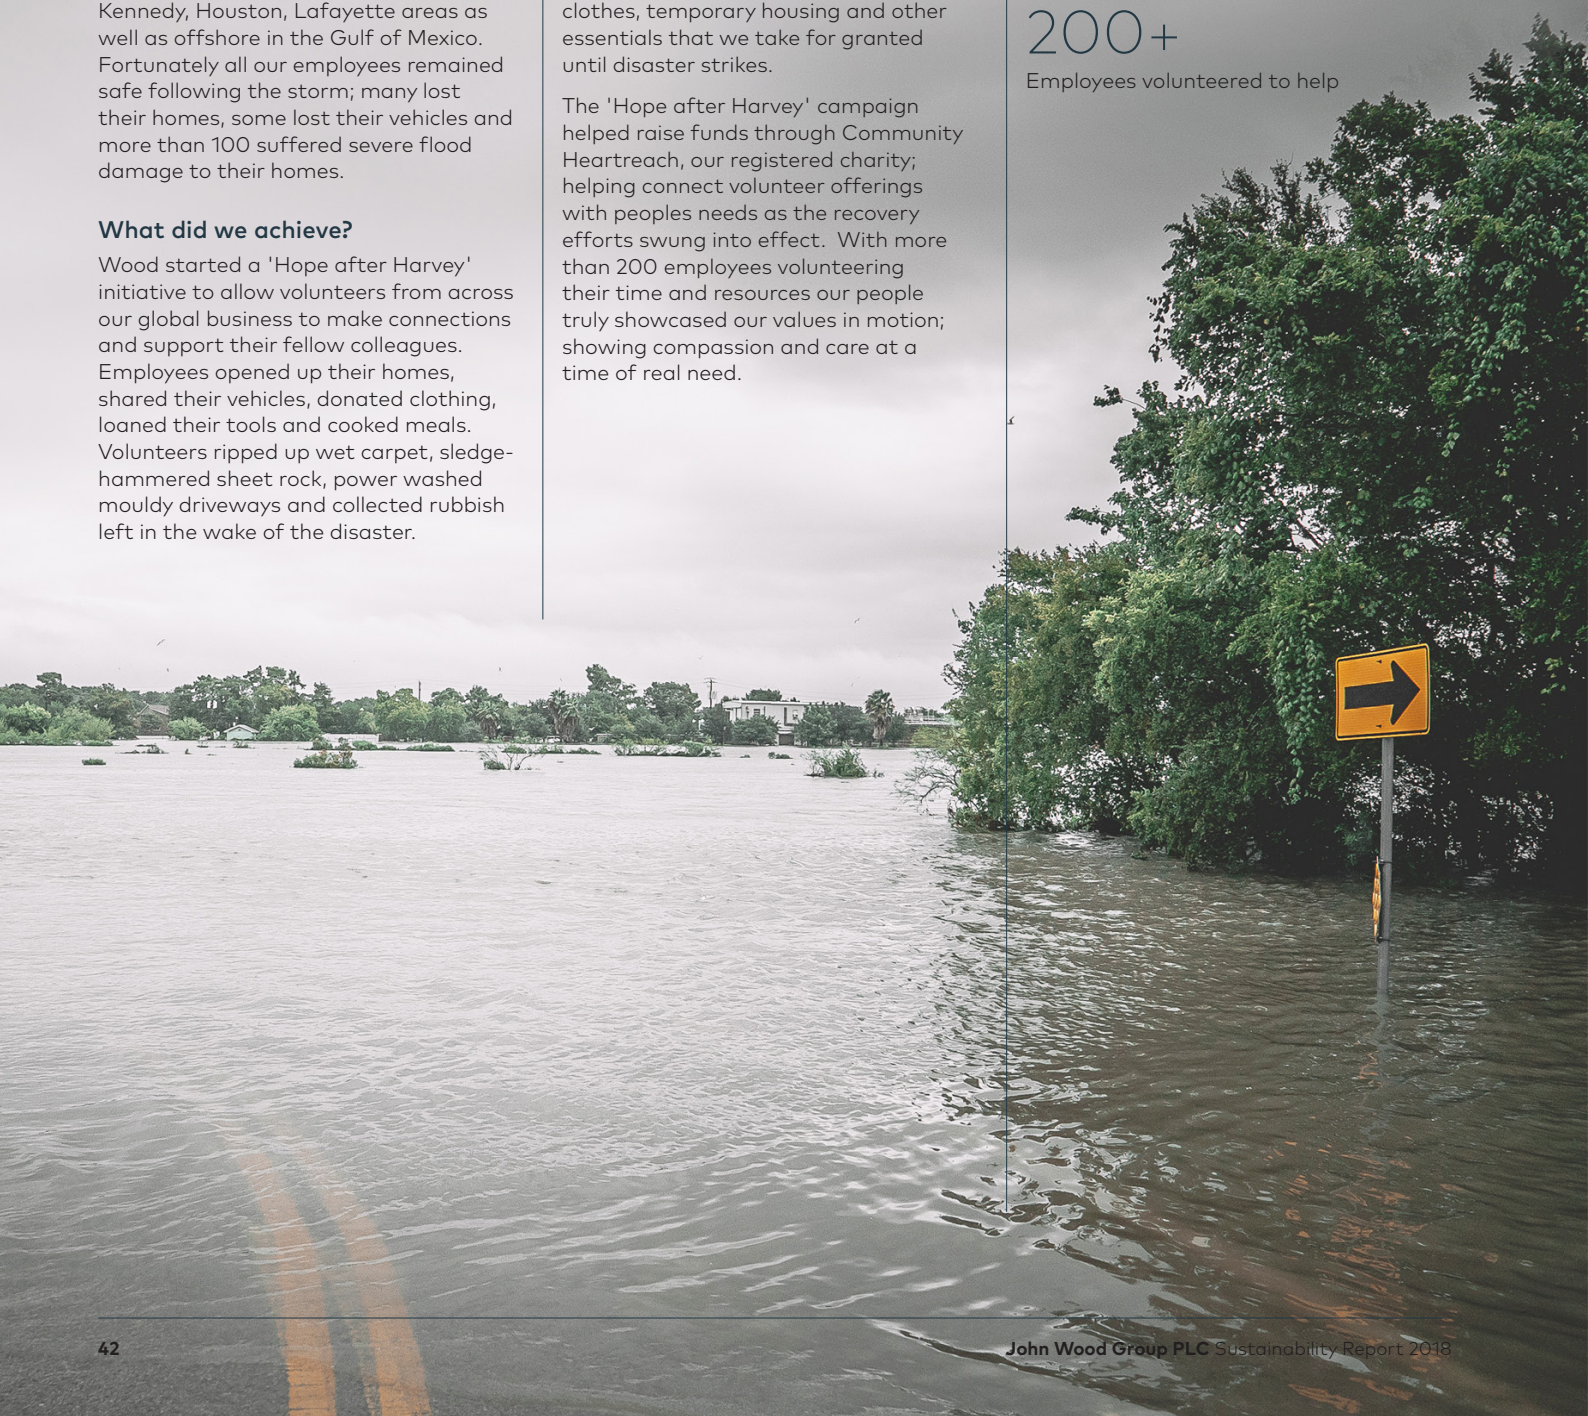 Kennedy, Houston, Lafayette areas as
well as offshore in the Gulf of Mexico.
Fortunately all our employees remained
safe following the storm; many lost
their homes, some lost their vehicles and
more than 100 suffered severe flood
damage to their homes.
What did we achieve?
Wood started a 'Hope after Harvey'
initiative to allow volunteers from across
our global business to make connections
and support their fellow colleagues.
Employees opened up their homes,
shared their vehicles, donated clothing,
loaned their tools and cooked meals.
Volunteers ripped up wet carpet, sledge-
hammered sheet rock, power washed
mouldy driveways and collected rubbish
left in the wake of the disaster.
clothes, temporary housing and other
essentials that we take for granted
until disaster strikes.
The 'Hope after Harvey' campaign
helped raise funds through Community
Heartreach, our registered charity;
helping connect volunteer offerings
with peoples needs as the recovery
efforts swung into effect.  With more
than 200 employees volunteering
their time and resources our people
truly showcased our values in motion;
showing compassion and care at a
time of real need.
200+
Employees volunteered to help
42
John Wood Group PLC Sustainability Report 2018